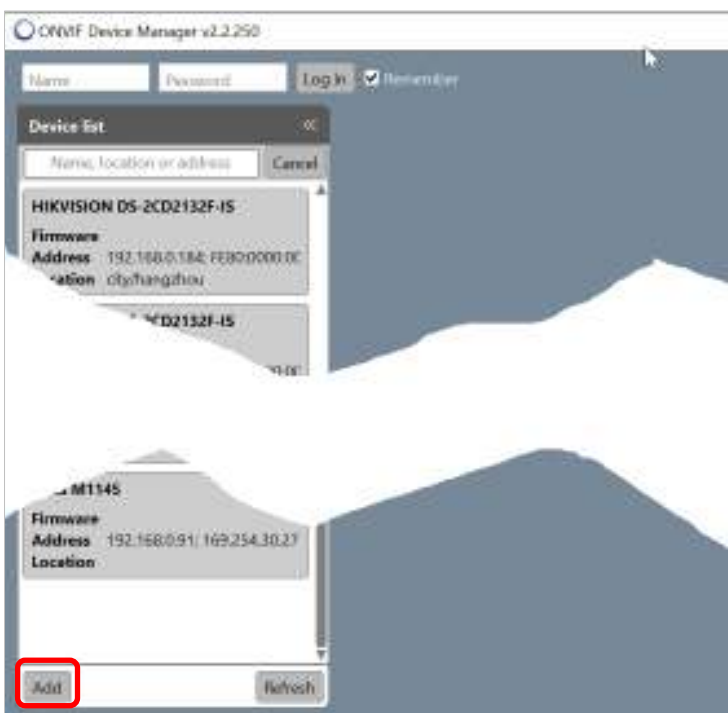 ONVIF Device Manager v2.2.250
Name Password Log In Remember
Device list «
Name, location or address Cancel
HIKVISION DS-2CD2132F-IS
Firmware
Address 192.168.0.184; FE80:0000:0C
city/hangzhou
2CD2132F-IS
M1145
Firmware
Address 192.168.0.91; 169.254.30.27
Location
Add Refresh